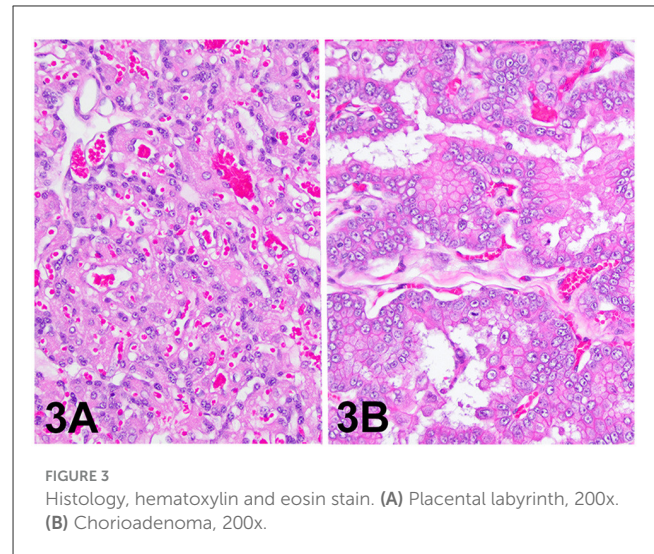 3A
3B
FIGURE 3
Histology, hematoxylin and eosin stain. (A) Placental labyrinth, 200x.
(B) Chorioadenoma, 200x.